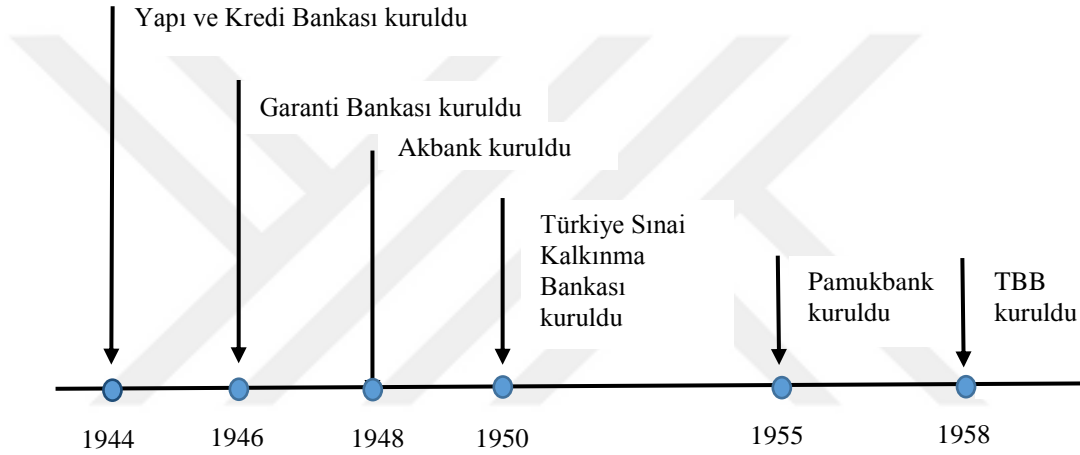 Yapı ve Kredi Bankası kuruldu
Garanti Bankası kuruldu
Akbank kuruldu
Türkiye Sınai
Kalkınma
Bankası
kuruldu
Pamukbank
kuruldu
TBB
kuruldu
1944
1946
1948
1950
1955
1958